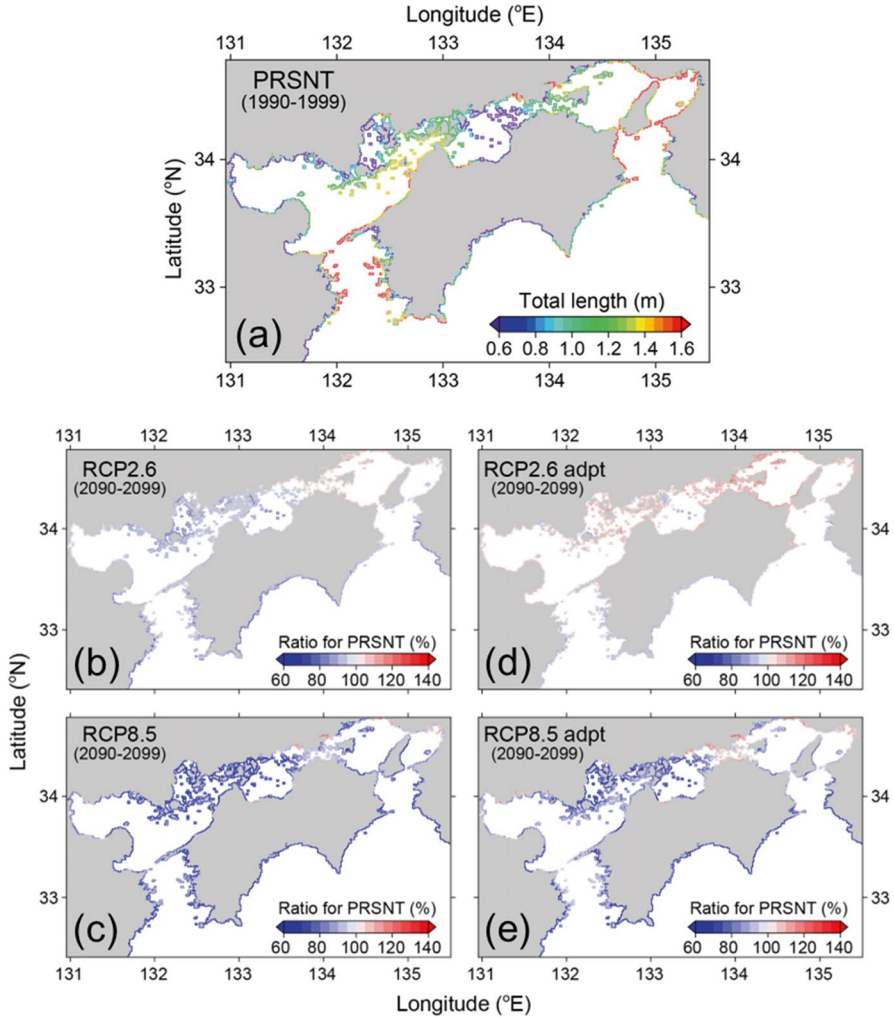 Longitude (°E)
131 132 133 134 135
PRSNT
(1990-1999)
34 34
Latitude (°N)
33 33
Total length (m)
0.6 0.8 1.0 1.2 1.4 1.6
(a)
131 132 133 134 135
131 132 133 134 135 131 132 133 134 135
RCP2.6 RCP2.6 adpt
(2090-2099) (2090-2099)
34 34
33 33
Ratio for PRSNT (%) Ratio for PRSNT (%)
60 80 100 120 140 60 80 100 120 140
(b) (d)
Latitude (°N)
RCP8.5 RCP8.5 adpt
(2090-2099) (2090-2099)
34 34
33 33
Ratio for PRSNT (%) Ratio for PRSNT (%)
60 80 100 120 140 60 80 100 120 140
(c) (e)
131 132 133 134 135 131 132 133 134 135
Longitude (°E)